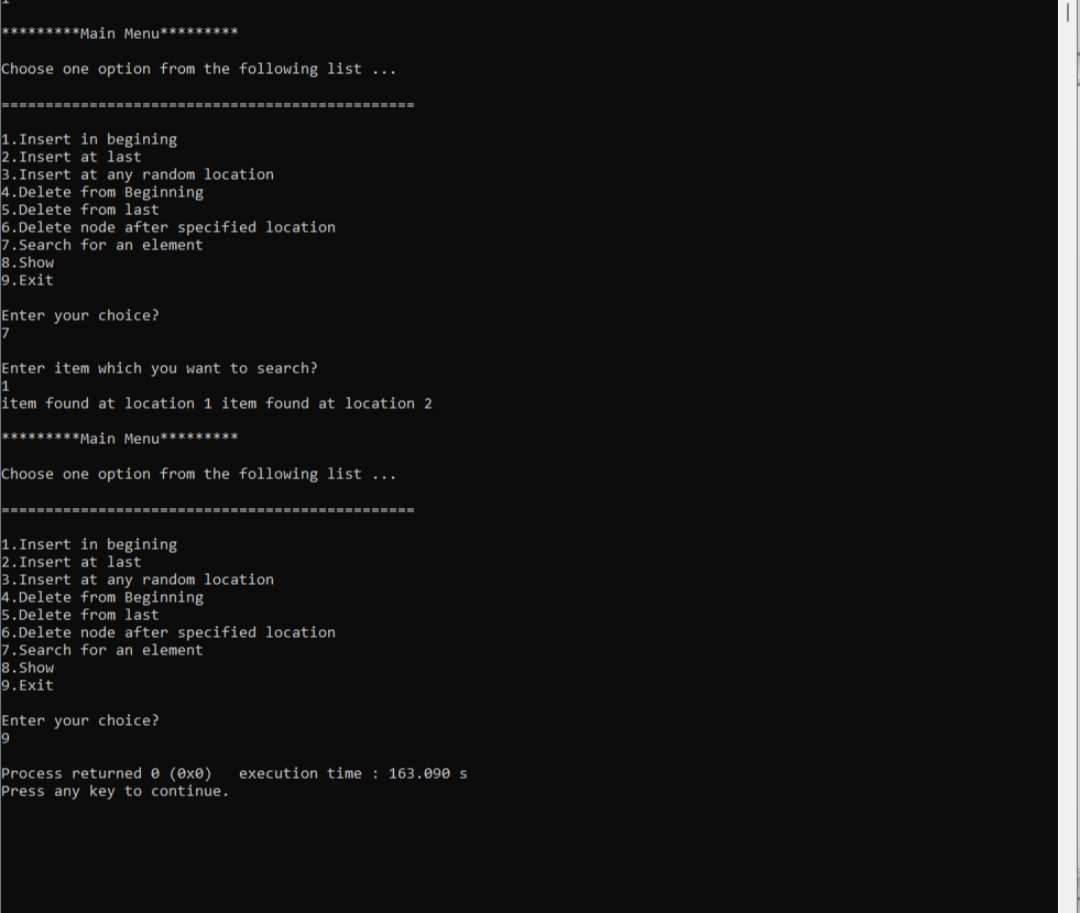 *********Main Menu*********
Choose one option from the following list ...
===============================================
1.Insert in begining
2.Insert at last
3.Insert at any random location
4.Delete from Beginning
5.Delete from last
6.Delete node after specified location
7.Search for an element
8.Show
9.Exit
Enter your choice?
7
Enter item which you want to search?
1
item found at location 1 item found at location 2
*********Main Menu*********
Choose one option from the following list ...
===============================================
1.Insert in begining
2.Insert at last
3.Insert at any random location
4.Delete from Beginning
5.Delete from last
6.Delete node after specified location
7.Search for an element
8.Show
9.Exit
Enter your choice?
9
Process returned 0 (0x0)   execution time : 163.090 s
Press any key to continue.